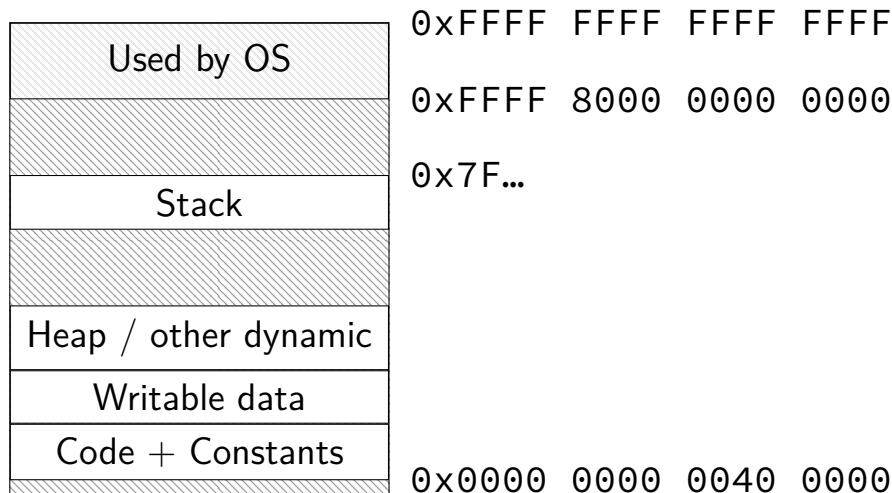 0xFFFF FFFF FFFF FFFF
Used by OS
0xFFFF 8000 0000 0000
0x7F…
Stack
Heap / other dynamic
Writable data
Code + Constants
0x0000 0000 0040 0000